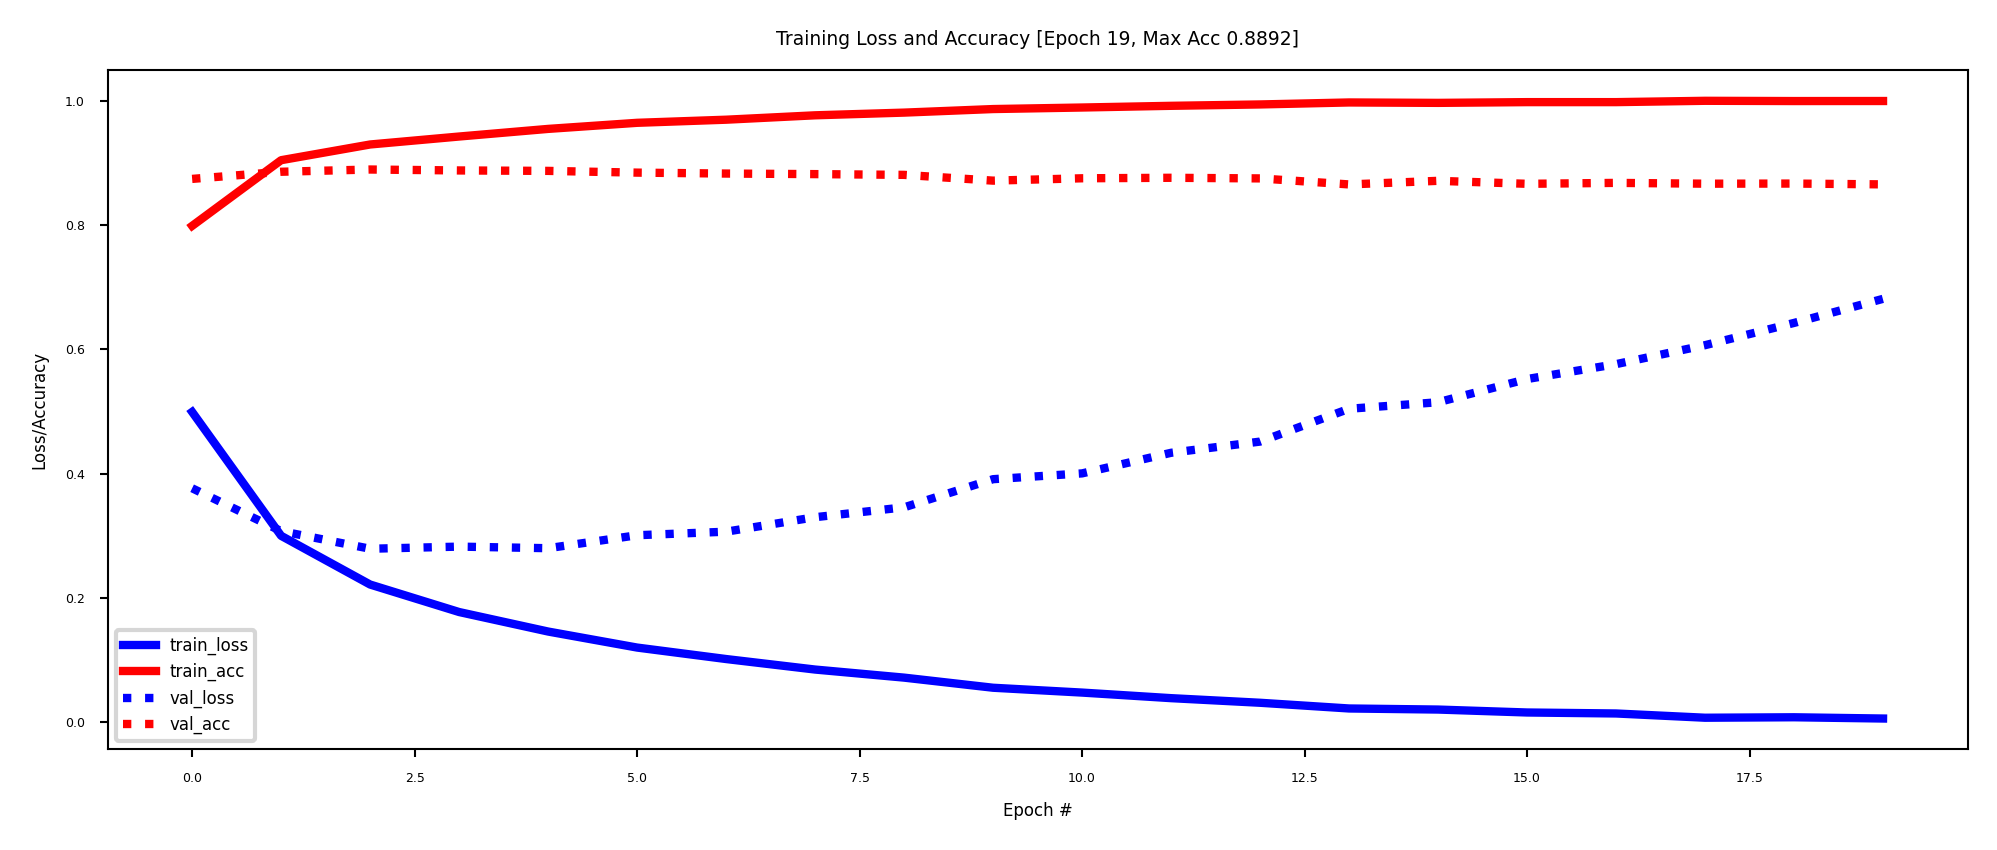 Training Loss and Accuracy [Epoch 19, Max Acc 0.8892]
Loss/Accuracy
1.0
0.8
0.6
0.4
0.2
0.0
train_loss
train_acc
val_loss
val_acc
0.0 2.5 5.0 7.5 10.0 12.5 15.0 17.5
Epoch #